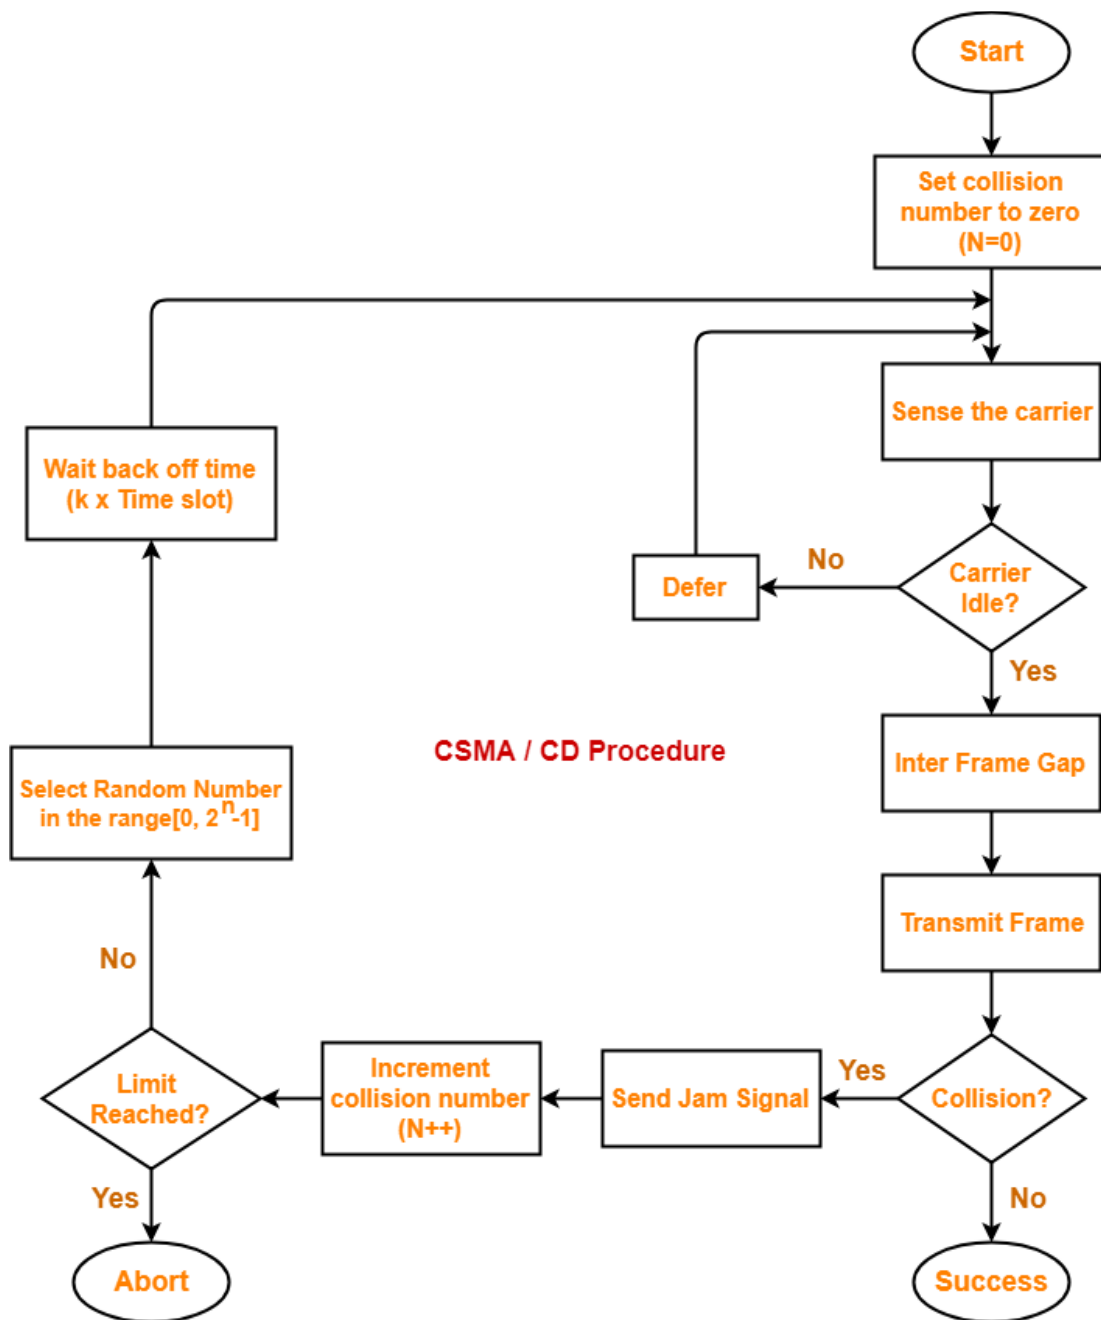 Start
Set collision
number to zero
(N=0)
Sense the carrier
Carrier
Idle?
No
Defer
Yes
Inter Frame Gap
Transmit Frame
Collision?
No
Success
Yes
Send Jam Signal
Increment
collision number
(N++)
Limit
Reached?
Yes
Abort
No
Select Random Number
in the range[0, 2^n-1]
Wait back off time
(k x Time slot)
CSMA / CD Procedure